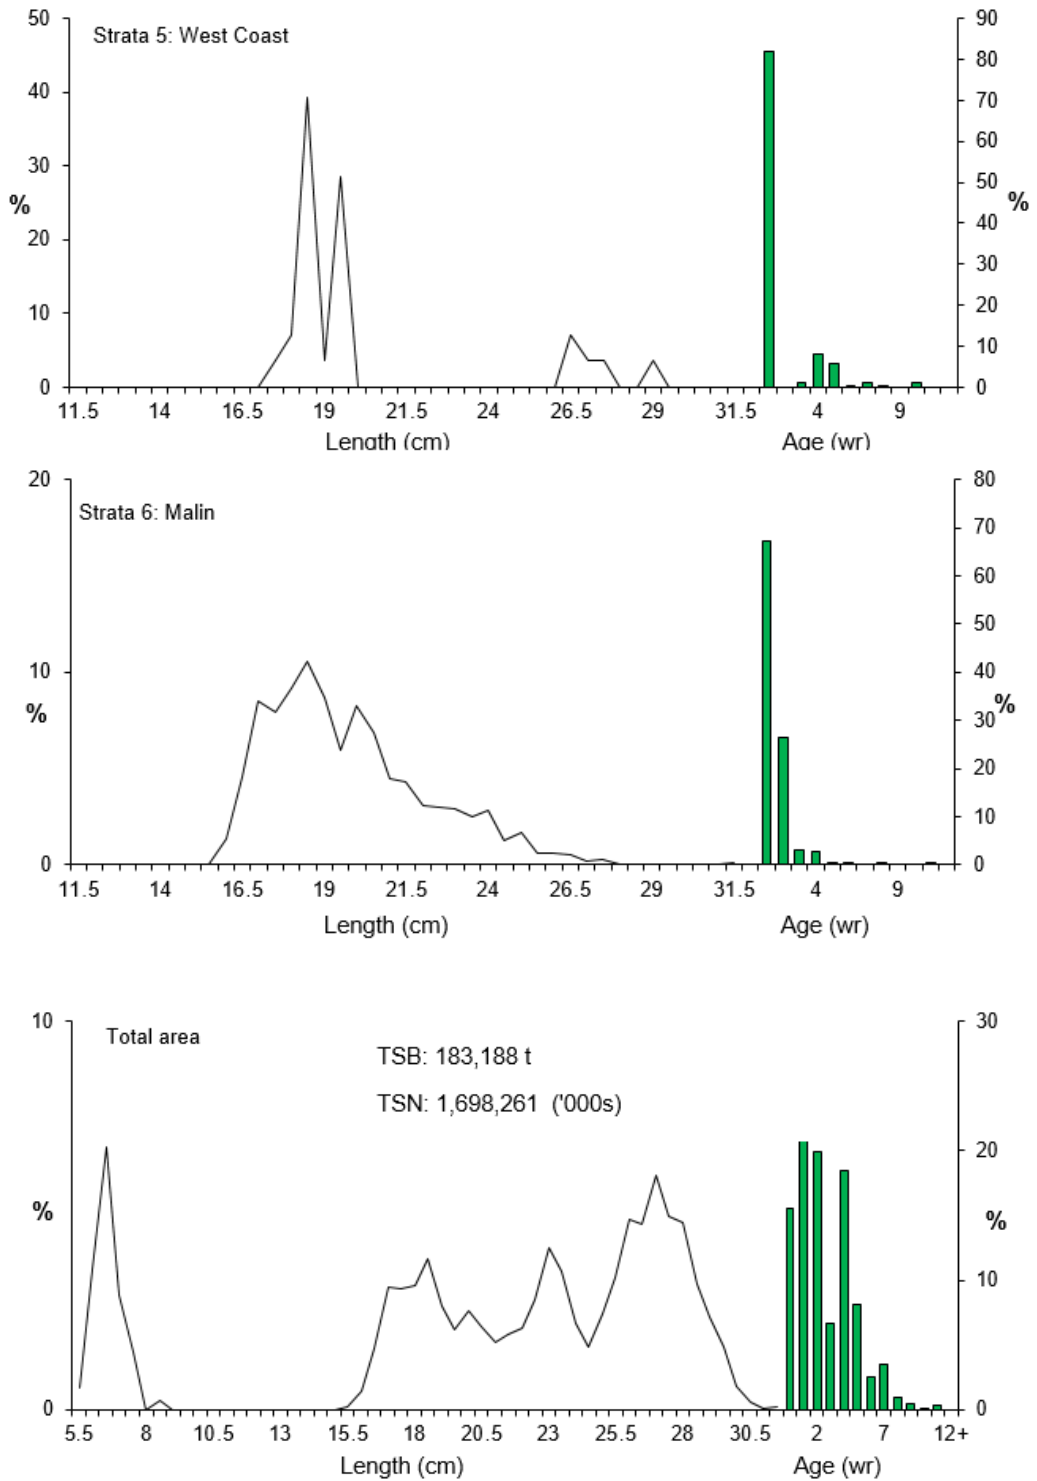 50 90
Strata 5: West Coast
80
40 70
60
30
50
% %
20 40
30
10 20
10
0 0
11.5 14 16.5 19 21.5 24 26.5 29 31.5 4 9
Length (cm) Age (wr)
20 80
Strata 6: Malin
70
60
50
10 40
% %
30
20
10
0 0
11.5 14 16.5 19 21.5 24 26.5 29 31.5 4 9
Length (cm) Age (wr)
10 30
Total area
TSB: 183,188 t
TSN: 1,698,261 ('000s)
20
% %
10
0 0
5.5 8 10.5 13 15.5 18 20.5 23 25.5 28 30.5 2 7 12+
Length (cm) Age (wr)